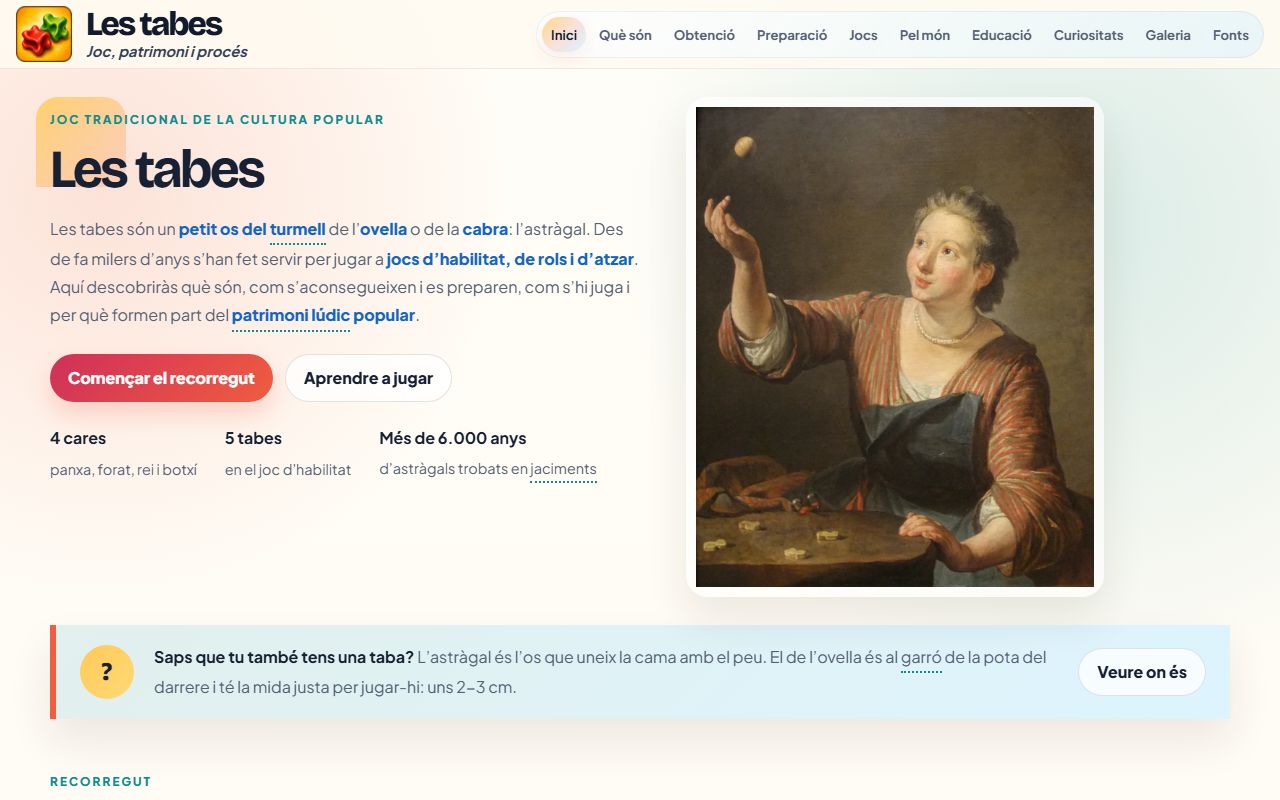 Les tabes
Joc, patrimoni i procés
Inici
Què són
Obtenció
Preparació
Jocs
Pel món
Educació
Curiositats
Galeria
Fonts
JOC TRADICIONAL DE LA CULTURA POPULAR
Les tabes
Les tabes són un petit os del turmell de l’ovella o de la cabra: l’astràgal. Des
de fa milers d’anys s’han fet servir per jugar a jocs d’habilitat, de rols i d’atzar.
Aquí descobriràs què són, com s’aconsegueixen i es preparen, com s’hi juga i
per què formen part del patrimoni lúdic popular.
Començar el recorregut
Aprendre a jugar
4 cares
panxa, forat, rei i botxí
5 tabes
en el joc d’habilitat
Més de 6.000 anys
d’astràgals trobats en jaciments
?
Saps que tu també tens una taba? L’astràgal és l’os que uneix la cama amb el peu. El de l’ovella és al garró de la pota del
darrere i té la mida justa per jugar-hi: uns 2–3 cm.
Veure on és
RECORREGUT